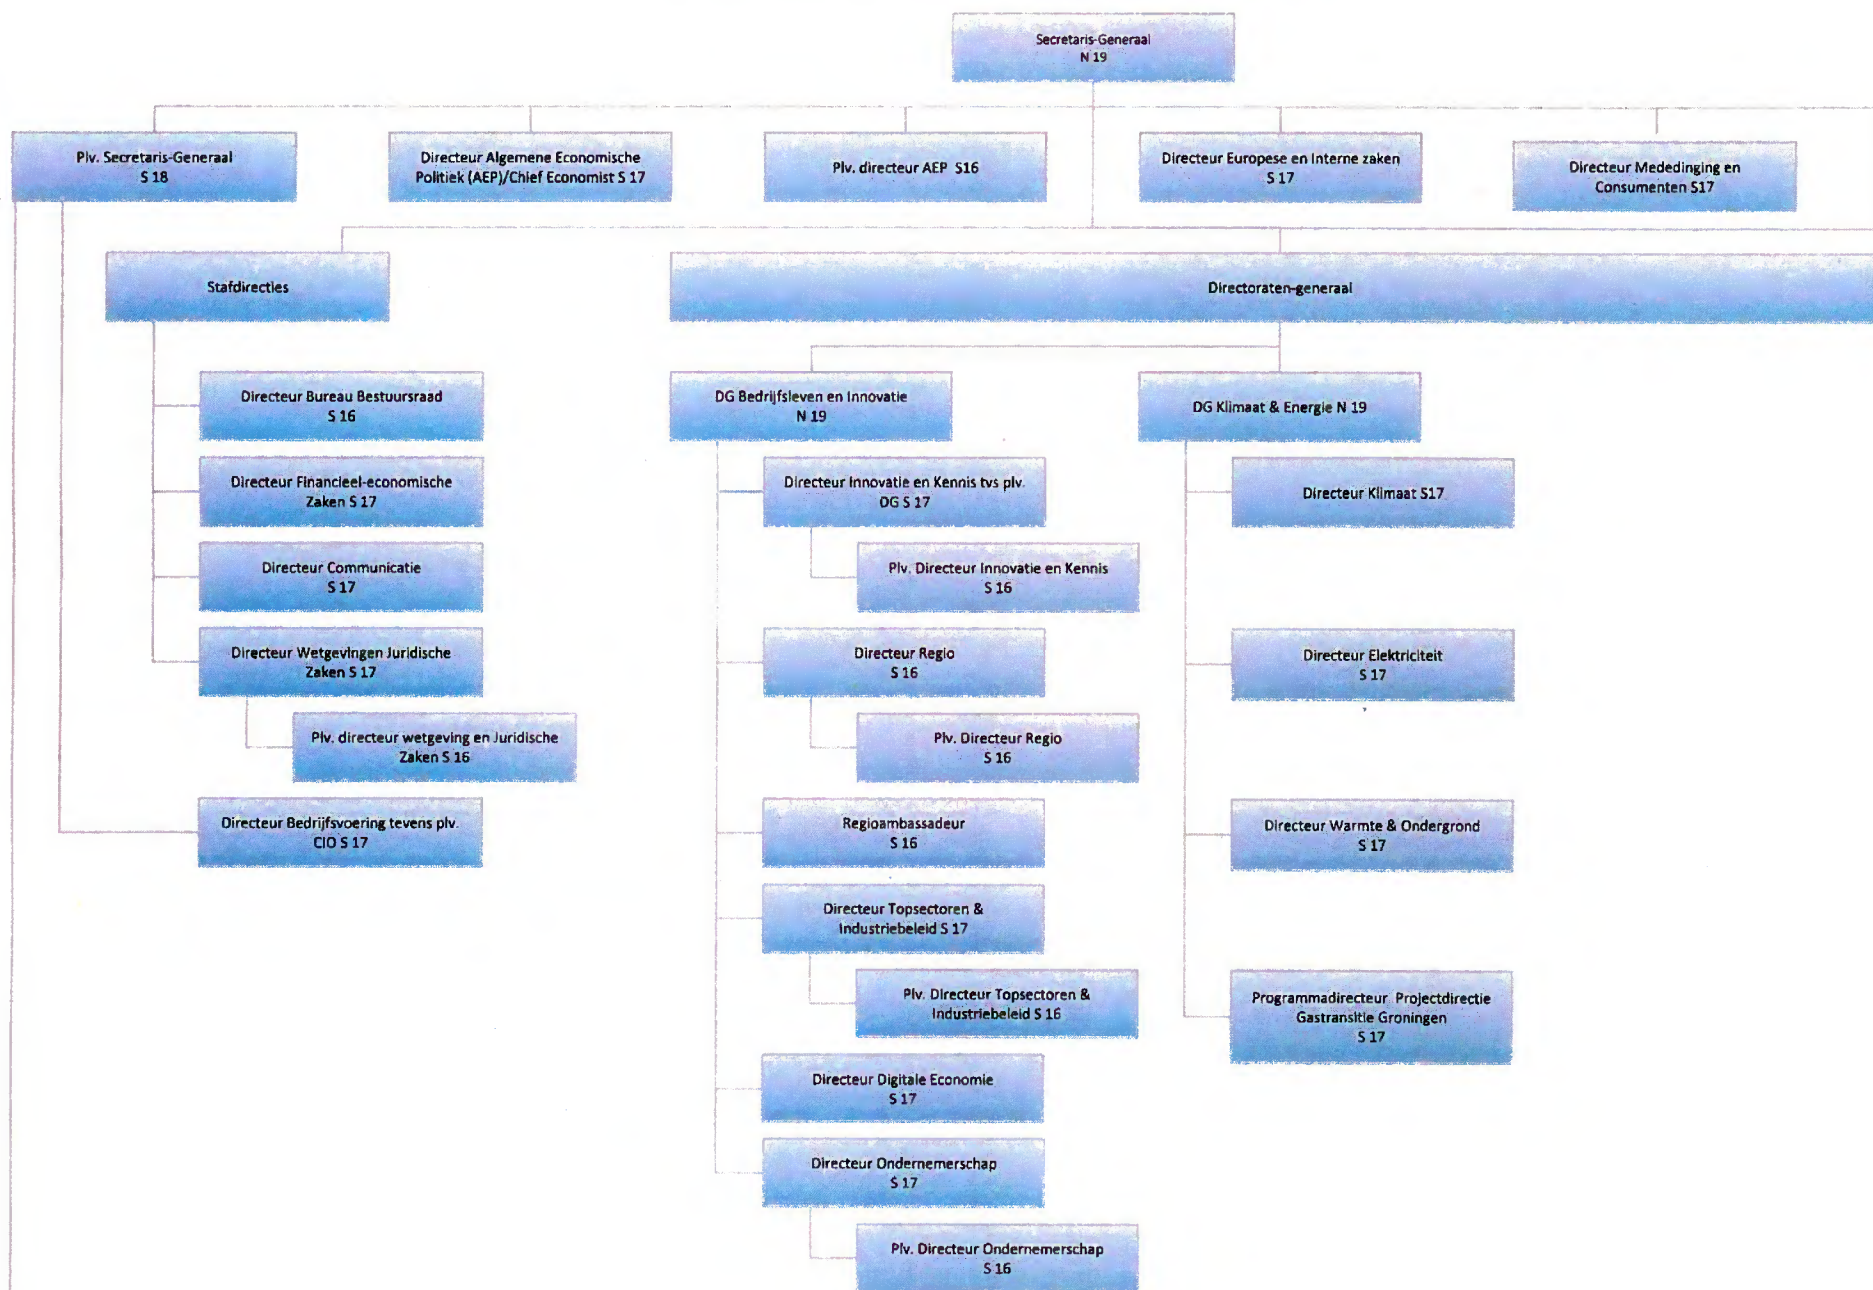 Secretaris-Generaal
N 19
Plv. Secretaris-Generaal
S 18
Directeur Algemene Economische
Politiek (AEP)/Chief Economist S 17
Plv. directeur AEP S16
Directeur Europese en Interne zaken
S 17
Directeur Mededinging en
Consumenten S17
Stafdirecties
Directoraten-generaal
Directeur Bureau Bestuursraad
S 16
Directeur Financieel-economische
Zaken S 17
Directeur Communicatie
S 17
Directeur Wetgevingen Juridische
Zaken S 17
Plv. directeur wetgeving en Juridische
Zaken S 16
Directeur Bedrijfsvoering tevens plv.
CIO S 17
DG Bedrijfsleven en Innovatie
N 19
Directeur Innovatie en Kennis tvs plv.
DG S 17
Plv. Directeur Innovatie en Kennis
S 16
Directeur Regio
S 16
Plv. Directeur Regio
S 16
Regioambassadeur
S 16
Directeur Topsectoren &
Industriebeleid S 17
Plv. Directeur Topsectoren &
Industriebeleid S 16
Directeur Digitale Economie
S 17
Directeur Ondernemerschap
S 17
Plv. Directeur Ondernemerschap
S 16
DG Klimaat & Energie N 19
Directeur Klimaat S17
Directeur Elektriciteit
S 17
Directeur Warmte & Ondergrond
S 17
Programmadirecteur Projectdirectie
Gastransitie Groningen
S 17